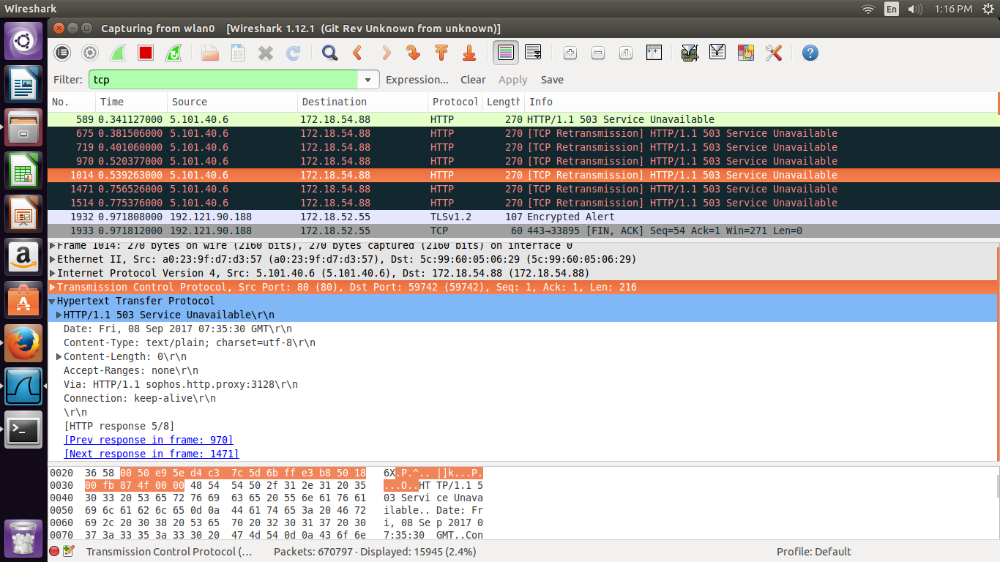 Wireshark
En
1:16 PM
Capturing from wlan0 [Wireshark 1.12.1 (Git Rev Unknown from unknown)]
Filter: tcp Expression... Clear Apply Save
No. Time Source Destination Protocol Length Info
589 0.341127000 5.101.40.6 172.18.54.88 HTTP 270 HTTP/1.1 503 Service Unavailable
675 0.381506000 5.101.40.6 172.18.54.88 HTTP 270 [TCP Retransmission] HTTP/1.1 503 Service Unavailable
719 0.401060000 5.101.40.6 172.18.54.88 HTTP 270 [TCP Retransmission] HTTP/1.1 503 Service Unavailable
970 0.520377000 5.101.40.6 172.18.54.88 HTTP 270 [TCP Retransmission] HTTP/1.1 503 Service Unavailable
1014 0.539263000 5.101.40.6 172.18.54.88 HTTP 270 [TCP Retransmission] HTTP/1.1 503 Service Unavailable
1471 0.756526000 5.101.40.6 172.18.54.88 HTTP 270 [TCP Retransmission] HTTP/1.1 503 Service Unavailable
1514 0.775376000 5.101.40.6 172.18.54.88 HTTP 270 [TCP Retransmission] HTTP/1.1 503 Service Unavailable
1932 0.971808000 192.121.90.188 172.18.52.55 TLSv1.2 107 Encrypted Alert
1933 0.971812000 192.121.90.188 172.18.52.55 TCP 60 443→33895 [FIN, ACK] Seq=54 Ack=1 Win=271 Len=0
Frame 1014: 270 bytes on wire (2160 bits), 270 bytes captured (2160 bits) on interface 0
Ethernet II, Src: a0:23:9f:d7:d3:57 (a0:23:9f:d7:d3:57), Dst: 5c:99:60:05:06:29 (5c:99:60:05:06:29)
Internet Protocol Version 4, Src: 5.101.40.6 (5.101.40.6), Dst: 172.18.54.88 (172.18.54.88)
Transmission Control Protocol, Src Port: 80 (80), Dst Port: 59742 (59742), Seq: 1, Ack: 1, Len: 216
Hypertext Transfer Protocol
HTTP/1.1 503 Service Unavailable\r\n
Date: Fri, 08 Sep 2017 07:35:30 GMT\r\n
Content-Type: text/plain; charset=utf-8\r\n
Content-Length: 0\r\n
Accept-Ranges: none\r\n
Via: HTTP/1.1 sophos.http.proxy:3128\r\n
Connection: keep-alive\r\n
\r\n
[HTTP response 5/8]
[Prev response in frame: 970]
[Next response in frame: 1471]
0020 36 58 00 50 e9 5e d4 c3 7c 5d 6b ff e3 b8 50 18 6X.P.^.. |]k...P.
0030 00 fb 87 4f 00 00 48 54 54 50 2f 31 2e 31 20 35 ...O..HT TP/1.1 5
0040 30 33 20 53 65 72 76 69 63 65 20 55 6e 61 76 61 03 Servi ce Unava
0050 69 6c 61 62 6c 65 0d 0a 44 61 74 65 3a 20 46 72 ilable.. Date: Fr
0060 69 2c 20 30 38 20 53 65 70 20 32 30 31 37 20 30 i, 08 Se p 2017 0
0070 37 3a 33 35 3a 33 30 20 47 4d 54 0d 0a 43 6f 6e 7:35:30 GMT..Con
Transmission Control Protocol (... Packets: 670797 · Displayed: 15945 (2.4%) Profile: Default